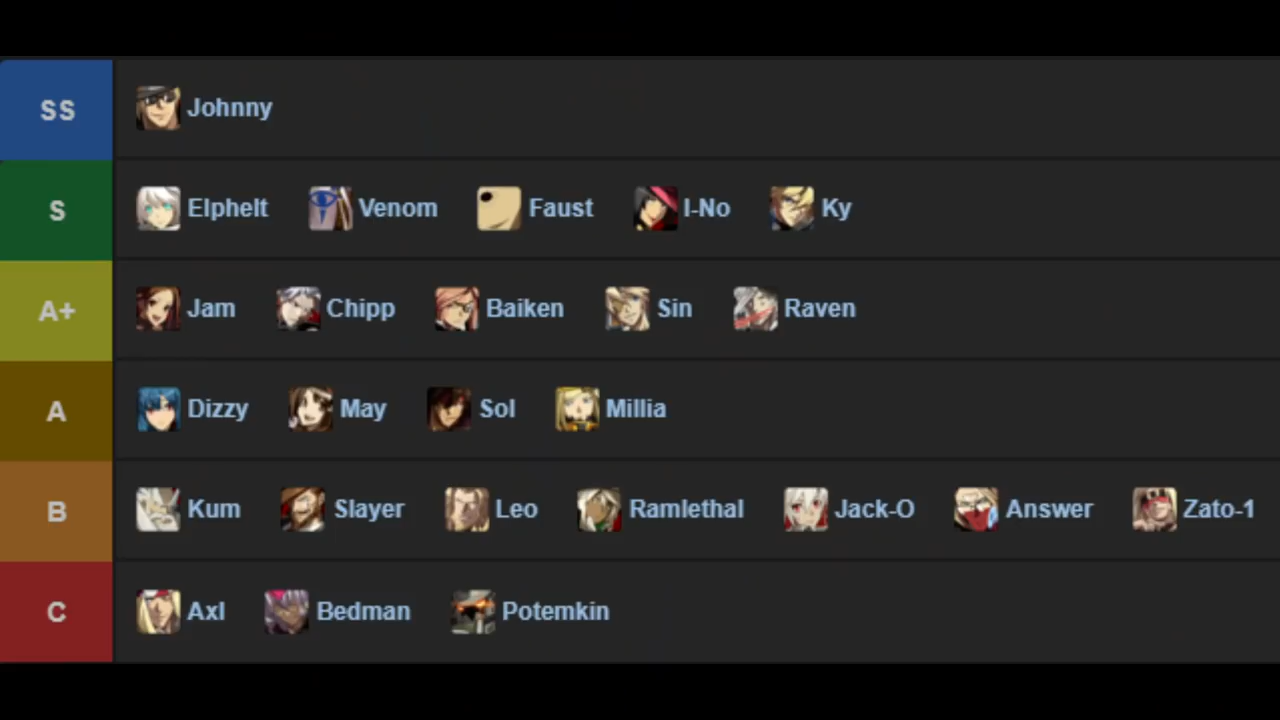 SS Johnny
S Elphelt Venom Faust I-No Ky
A+ Jam Chipp Baiken Sin Raven
A Dizzy May Sol Millia
B Kum Slayer Leo Ramlethal Jack-O Answer Zato-1
C Axl Bedman Potemkin